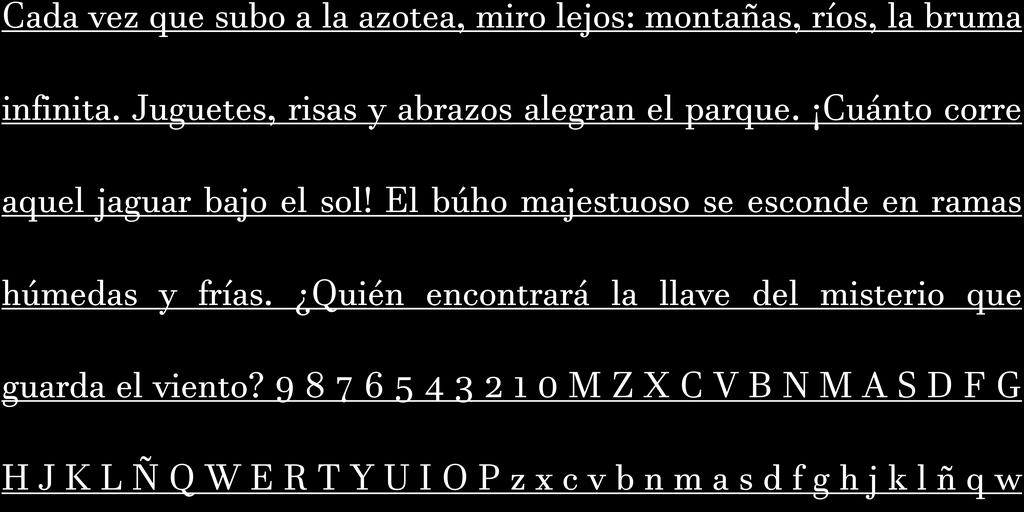 Cada vez que subo a la azotea, miro lejos: montañas, ríos, la bruma
infinita. Juguetes, risas y abrazos alegran el parque. ¡Cuánto corre
aquel jaguar bajo el sol! El búho majestuoso se esconde en ramas
húmedas y frías. ¿Quién encontrará la llave del misterio que
guarda el viento? 9 8 7 6 5 4 3 2 1 0 M Z X C V B N M A S D F G
H J K L Ñ Q W E R T Y U I O P z x c v b n m a s d f g h j k l ñ q w